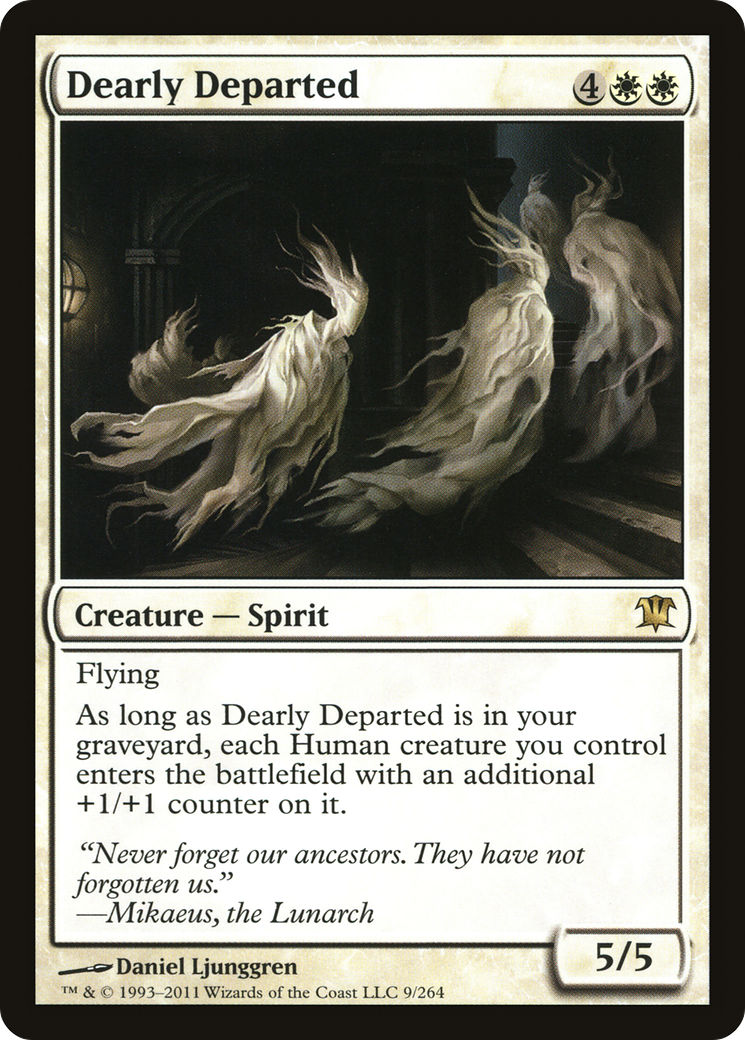 Dearly Departed 4
Creature — Spirit
Flying
As long as Dearly Departed is in your
graveyard, each Human creature you control
enters the battlefield with an additional
+1/+1 counter on it.
“Never forget our ancestors. They have not
forgotten us.”
—Mikaeus, the Lunarch
5/5
Daniel Ljunggren
™ & © 1993–2011 Wizards of the Coast LLC 9/264